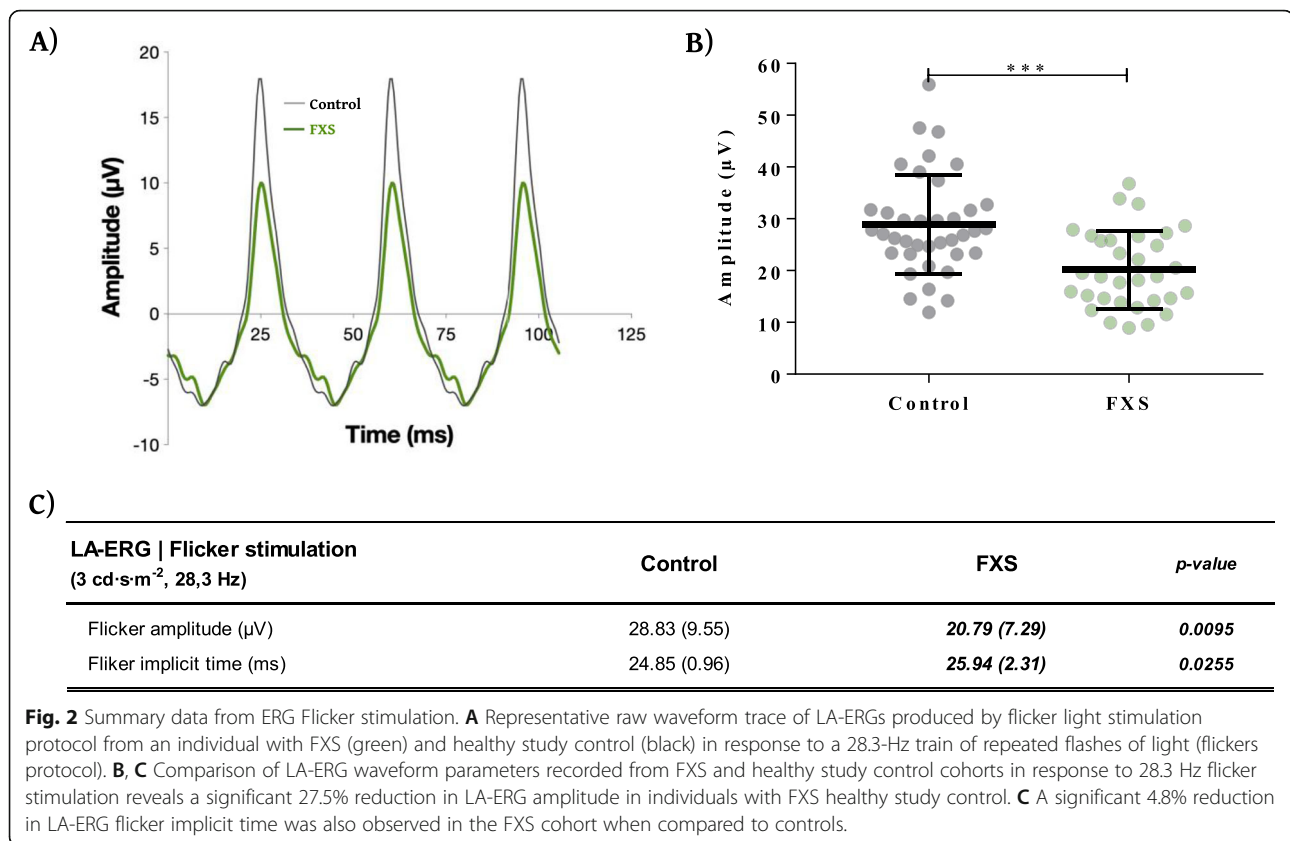 A)
20
15
10
5
0
-5
-10
Amplitude (µV)
Control
FXS
25
50
75
100
125
Time (ms)
B)
***
60
50
40
30
20
10
0
Amplitude (µV)
Control
FXS
C)
LA-ERG | Flicker stimulation
(3 cd·s·m-2, 28,3 Hz)
Control
FXS
p-value
Flicker amplitude (µV) 28.83 (9.55) 20.79 (7.29) 0.0095
Fliker implicit time (ms) 24.85 (0.96) 25.94 (2.31) 0.0255
Fig. 2 Summary data from ERG Flicker stimulation. A Representative raw waveform trace of LA-ERGs produced by flicker light stimulation
protocol from an individual with FXS (green) and healthy study control (black) in response to a 28.3-Hz train of repeated flashes of light (flickers
protocol). B, C Comparison of LA-ERG waveform parameters recorded from FXS and healthy study control cohorts in response to 28.3 Hz flicker
stimulation reveals a significant 27.5% reduction in LA-ERG amplitude in individuals with FXS healthy study control. C A significant 4.8% reduction
in LA-ERG flicker implicit time was also observed in the FXS cohort when compared to controls.